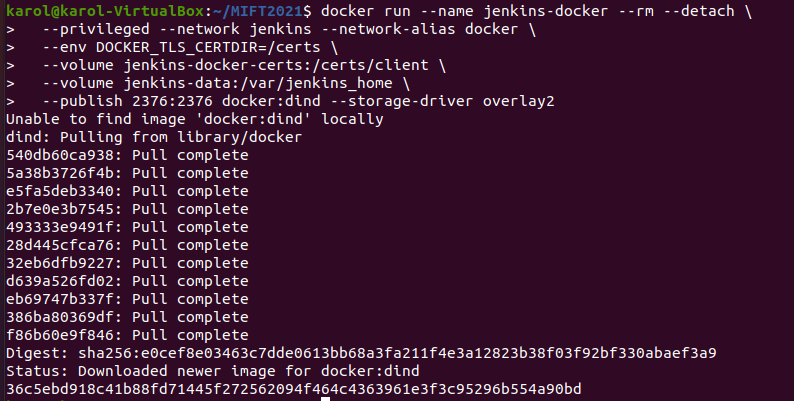 karol@karol-VirtualBox:~/MIFT2021$ docker run --name jenkins-docker --rm --detach \
>   --privileged --network jenkins --network-alias docker \
>   --env DOCKER_TLS_CERTDIR=/certs \
>   --volume jenkins-docker-certs:/certs/client \
>   --volume jenkins-data:/var/jenkins_home \
>   --publish 2376:2376 docker:dind --storage-driver overlay2
Unable to find image 'docker:dind' locally
dind: Pulling from library/docker
540db60ca938: Pull complete
5a38b3726f4b: Pull complete
e5fa5deb3340: Pull complete
2b7e0e3b7545: Pull complete
493333e9491f: Pull complete
28d445cfca76: Pull complete
32eb6dfb9227: Pull complete
d639a526fd02: Pull complete
eb69747b337f: Pull complete
386ba80369df: Pull complete
f86b60e9f846: Pull complete
Digest: sha256:e0cef8e03463c7dde0613bb68a3fa211f4e3a12823b38f03f92bf330abaef3a9
Status: Downloaded newer image for docker:dind
36c5ebd918c41b88fd71445f272562094f464c4363961e3f3c95296b554a90bd